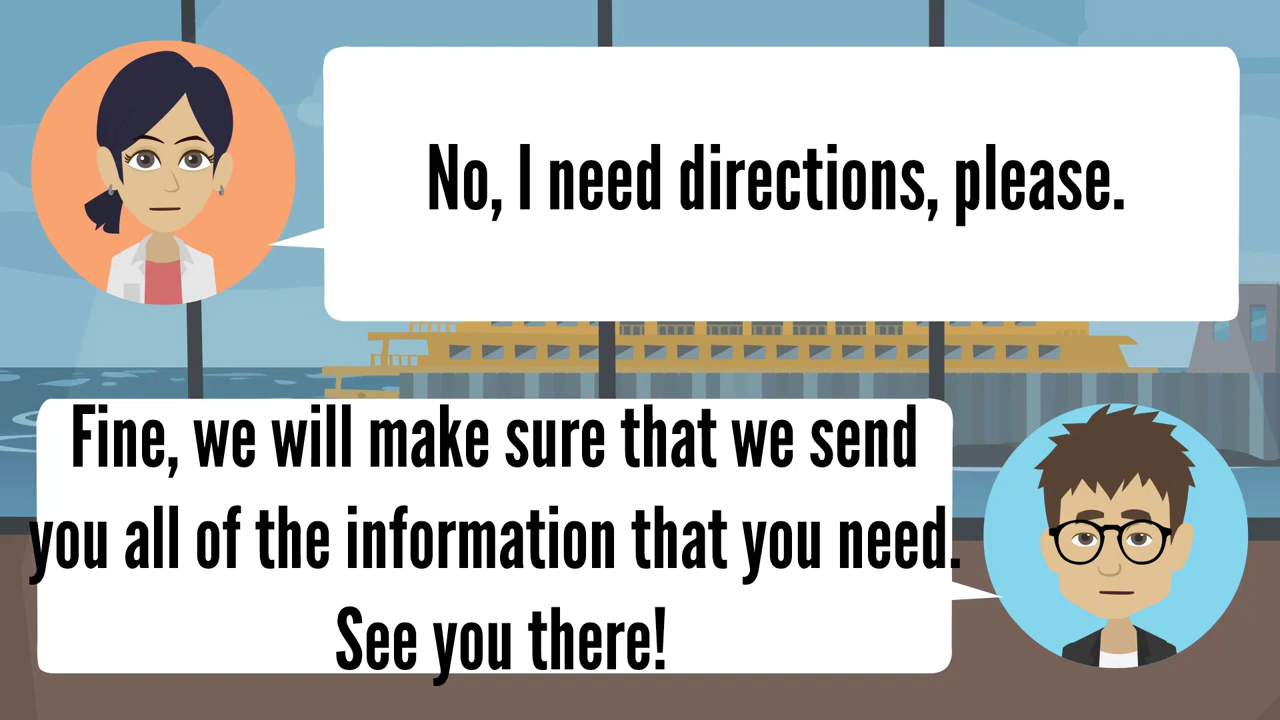 No, I need directions, please.
Fine, we will make sure that we send
you all of the information that you need.
See you there!